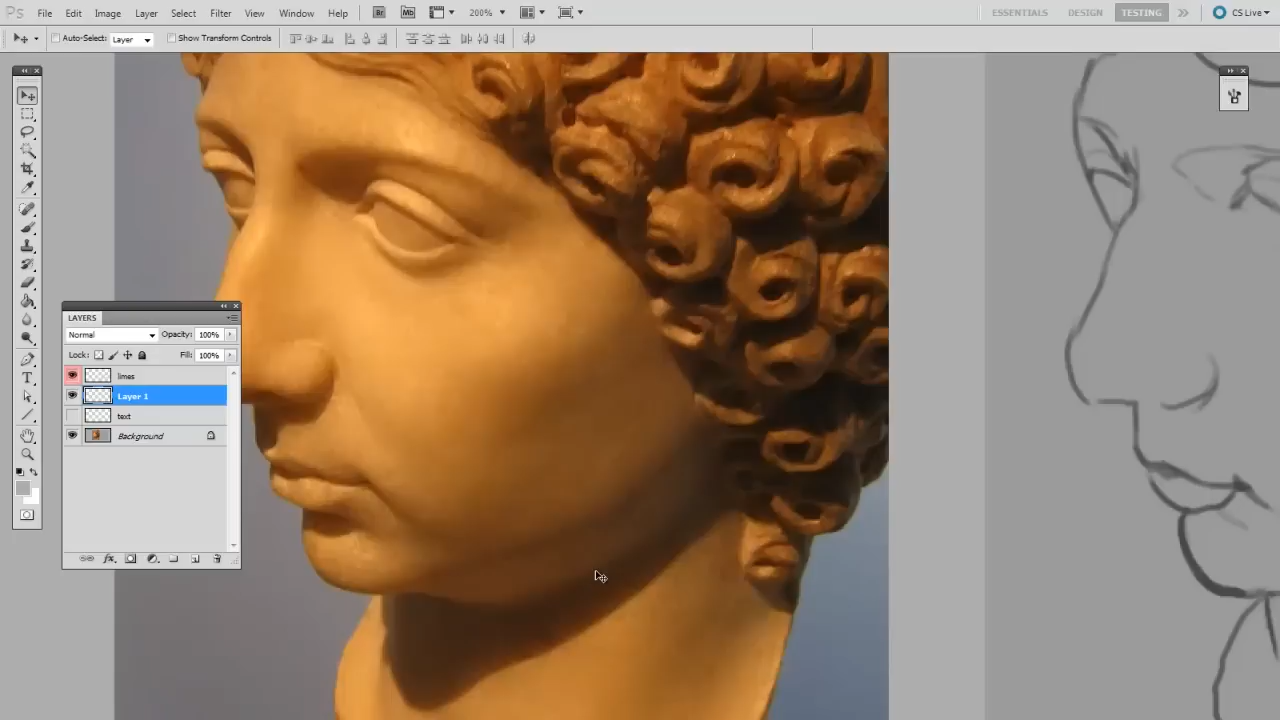 Ps File Edit Image Layer Select Filter View Window Help Br Mb 200% ESSENTIALS DESIGN TESTING CS Live
Auto-Select: Layer Show Transform Controls
LAYERS
Normal Opacity: 100%
Lock: Fill: 100%
limes
Layer 1
text
Background